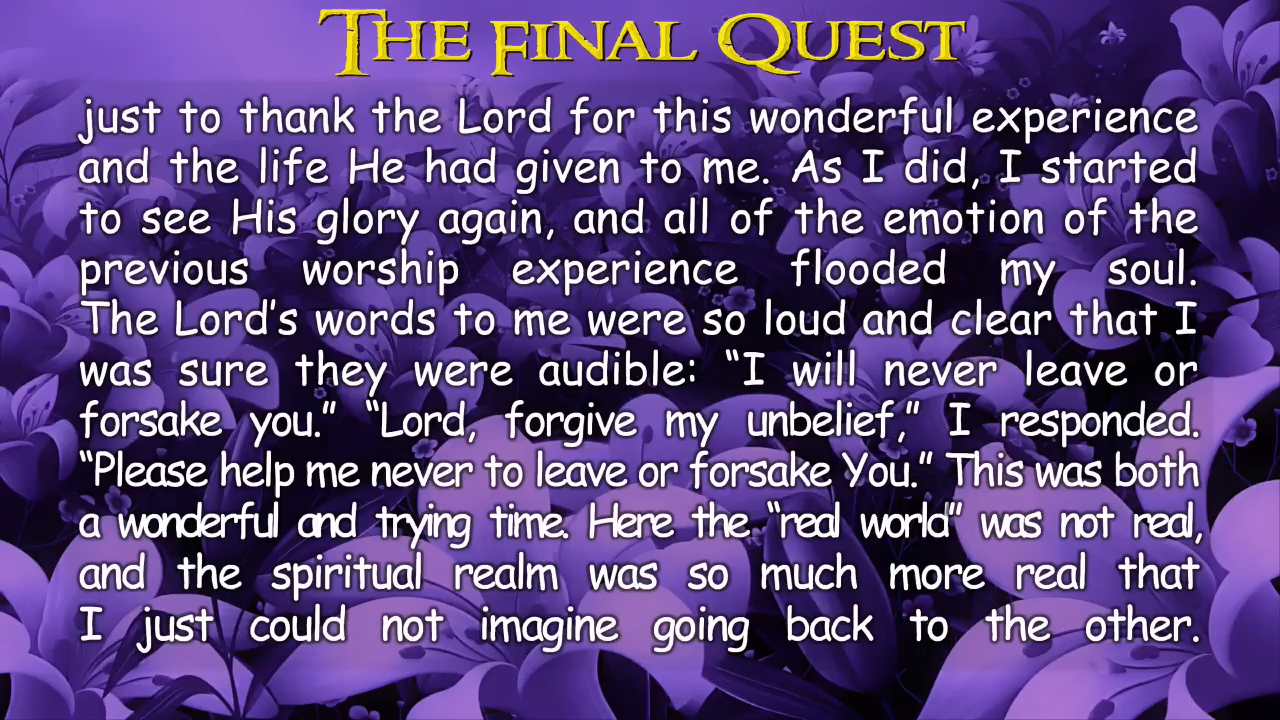 THE FINAL QUEST
just to thank the Lord for this wonderful experience
and the life He had given to me. As I did, I started
to see His glory again, and all of the emotion of the
previous worship experience flooded my soul.
The Lord’s words to me were so loud and clear that I
was sure they were audible: “I will never leave or
forsake you.” “Lord, forgive my unbelief,” I responded.
“Please help me never to leave or forsake You.” This was both
a wonderful and trying time. Here the “real world” was not real,
and the spiritual realm was so much more real that
I just could not imagine going back to the other.